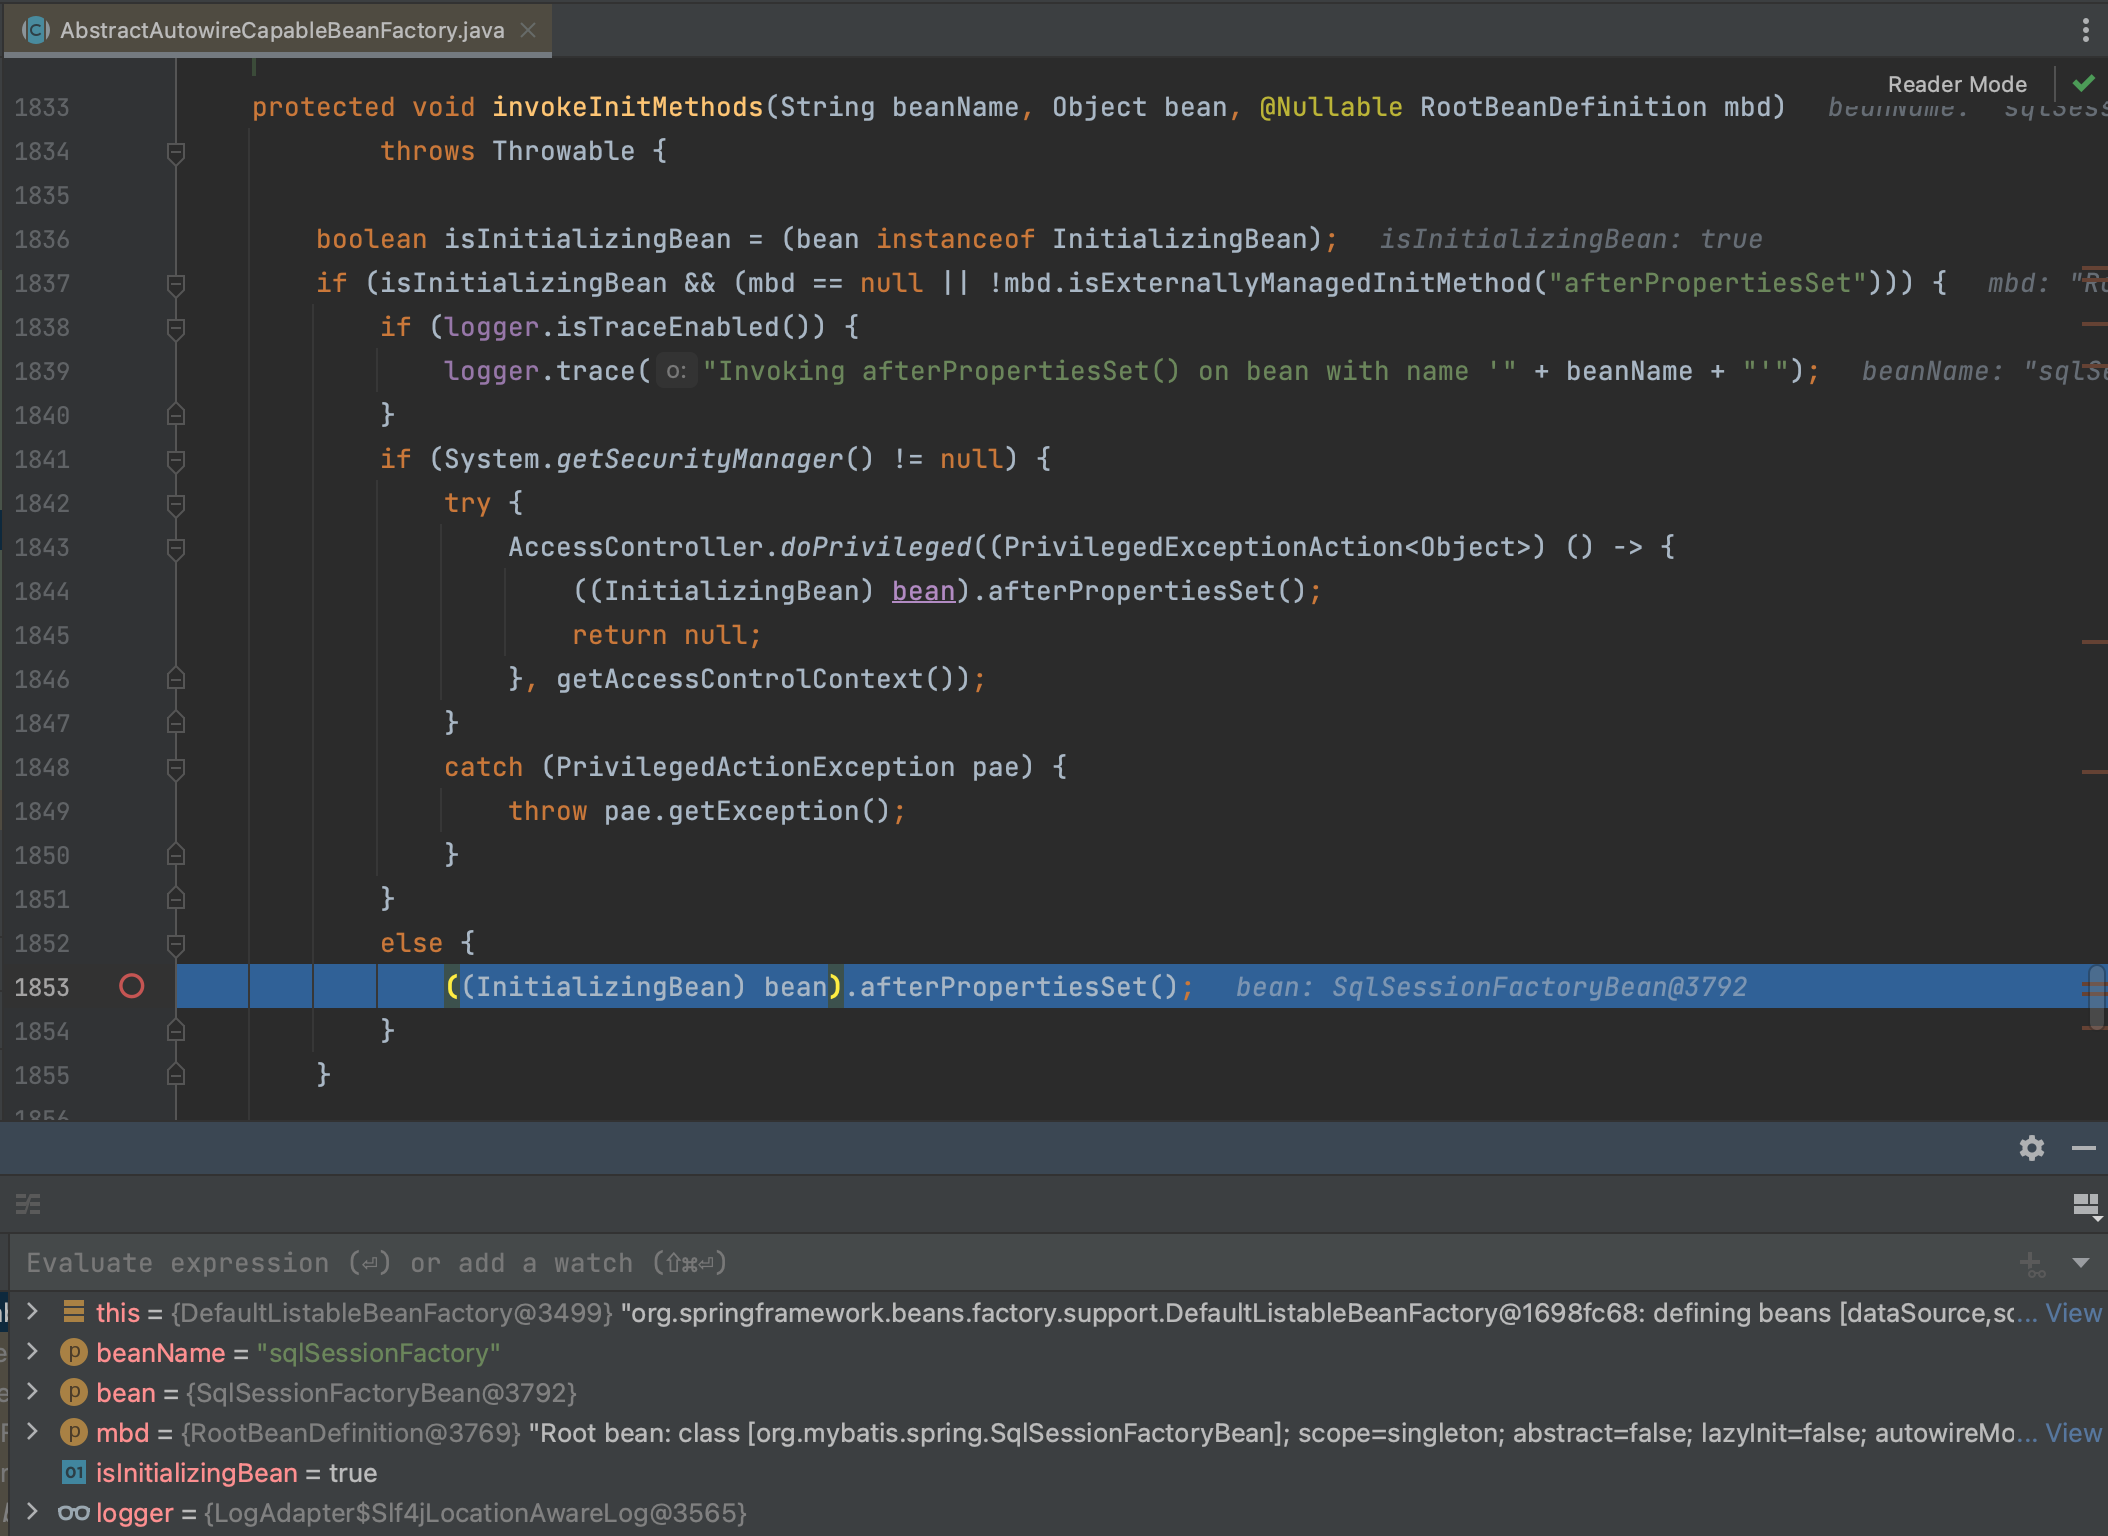 AbstractAutowireCapableBeanFactory.java
Reader Mode
1833 protected void invokeInitMethods(String beanName, Object bean, @Nullable RootBeanDefinition mbd) beanName: "sqlSess
1834 throws Throwable {
1835
1836 boolean isInitializingBean = (bean instanceof InitializingBean); isInitializingBean: true
1837 if (isInitializingBean && (mbd == null || !mbd.isExternallyManagedInitMethod("afterPropertiesSet"))) { mbd: "Ro
1838 if (logger.isTraceEnabled()) {
1839 logger.trace( o: "Invoking afterPropertiesSet() on bean with name '" + beanName + "'"); beanName: "sqlSe
1840 }
1841 if (System.getSecurityManager() != null) {
1842 try {
1843 AccessController.doPrivileged((PrivilegedExceptionAction<Object>) () -> {
1844 ((InitializingBean) bean).afterPropertiesSet();
1845 return null;
1846 }, getAccessControlContext());
1847 }
1848 catch (PrivilegedActionException pae) {
1849 throw pae.getException();
1850 }
1851 }
1852 else {
1853 ((InitializingBean) bean).afterPropertiesSet(); bean: SqlSessionFactoryBean@3792
1854 }
1855 }
1856
Evaluate expression (⏎) or add a watch (⇧⌘⏎)
this = {DefaultListableBeanFactory@3499} "org.springframework.beans.factory.support.DefaultListableBeanFactory@1698fc68: defining beans [dataSource,sc... View
beanName = "sqlSessionFactory"
bean = {SqlSessionFactoryBean@3792}
mbd = {RootBeanDefinition@3769} "Root bean: class [org.mybatis.spring.SqlSessionFactoryBean]; scope=singleton; abstract=false; lazyInit=false; autowireMo... View
01 isInitializingBean = true
logger = {LogAdapter$Slf4jLocationAwareLog@3565}